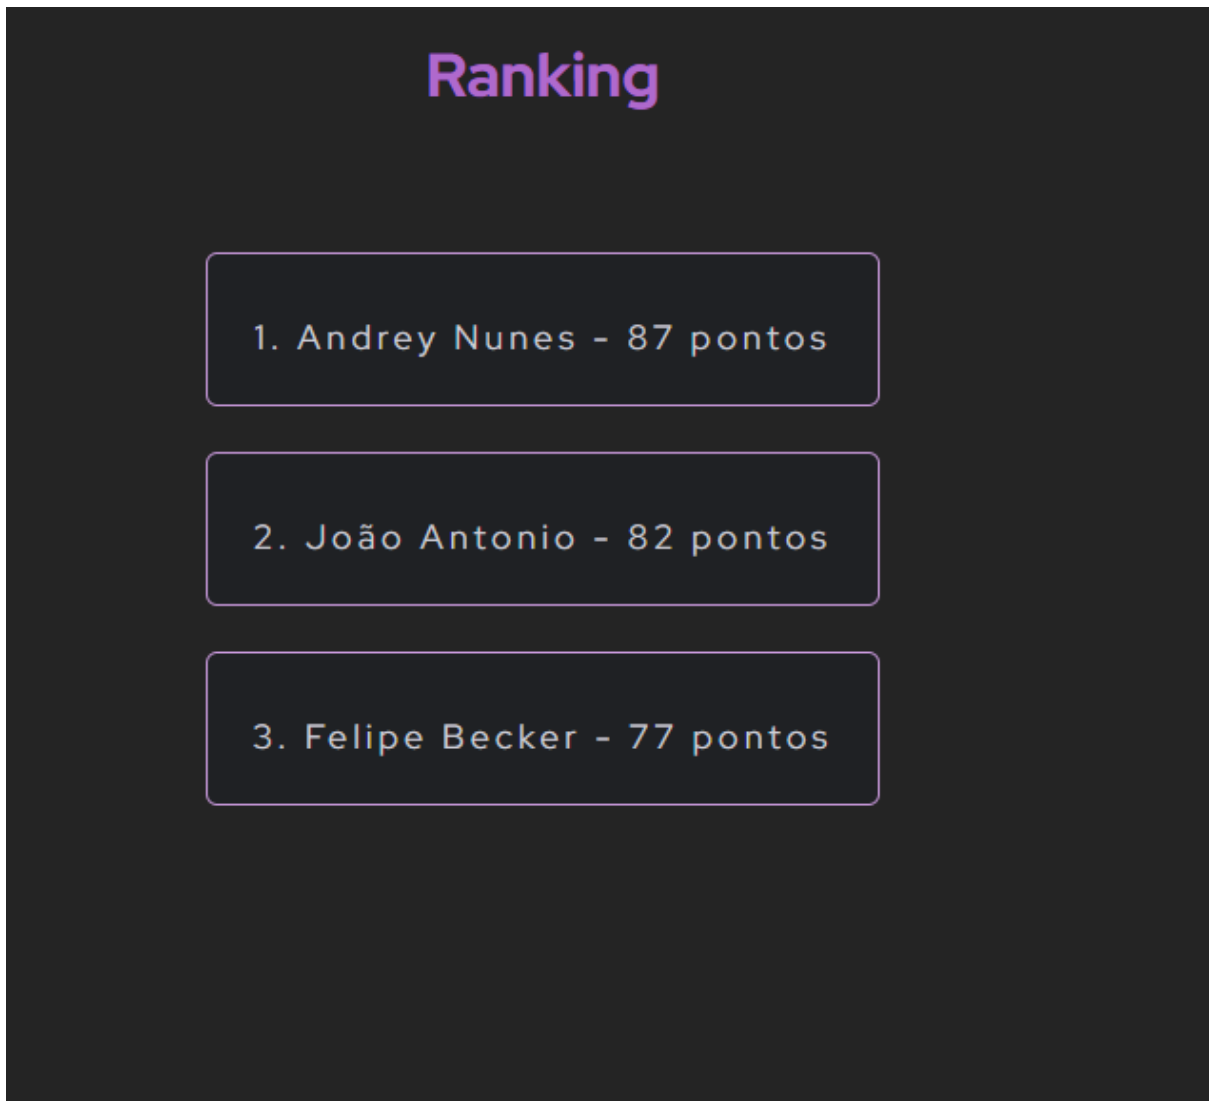 Ranking
1. Andrey Nunes - 87 pontos
2. João Antonio - 82 pontos
3. Felipe Becker - 77 pontos